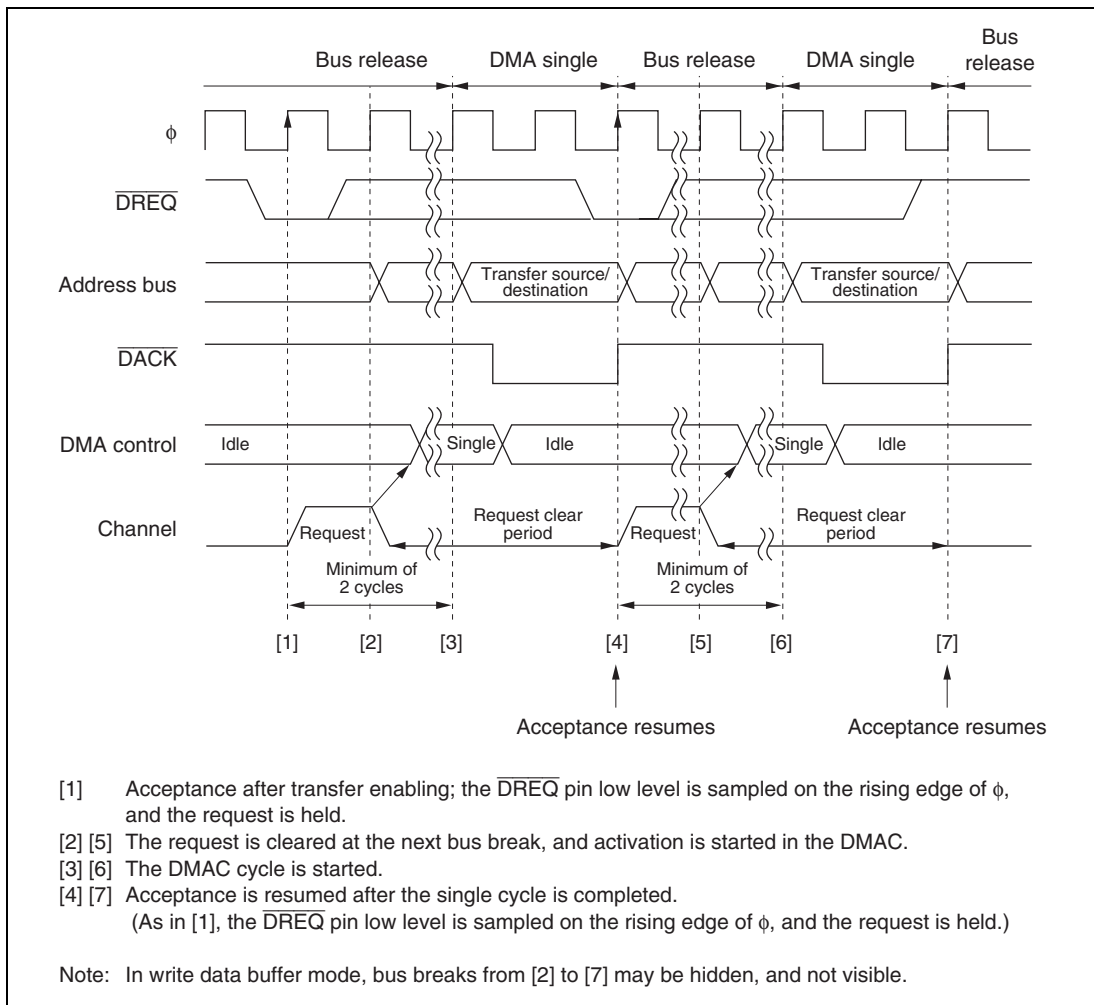 Bus release
DMA single
Bus release
DMA single
Bus
release
ϕ
DREQ
Address bus
Transfer source/
destination
Transfer source/
destination
DACK
DMA control
Idle
Single
Idle
Single
Idle
Channel
Request
Request clear
period
Request
Request clear
period
Minimum of
2 cycles
Minimum of
2 cycles
[1] [2] [3] [4] [5] [6] [7]
Acceptance resumes
Acceptance resumes
[1] Acceptance after transfer enabling; the DREQ pin low level is sampled on the rising edge of ϕ,
and the request is held.
[2] [5] The request is cleared at the next bus break, and activation is started in the DMAC.
[3] [6] The DMAC cycle is started.
[4] [7] Acceptance is resumed after the single cycle is completed.
(As in [1], the DREQ pin low level is sampled on the rising edge of ϕ, and the request is held.)
Note: In write data buffer mode, bus breaks from [2] to [7] may be hidden, and not visible.